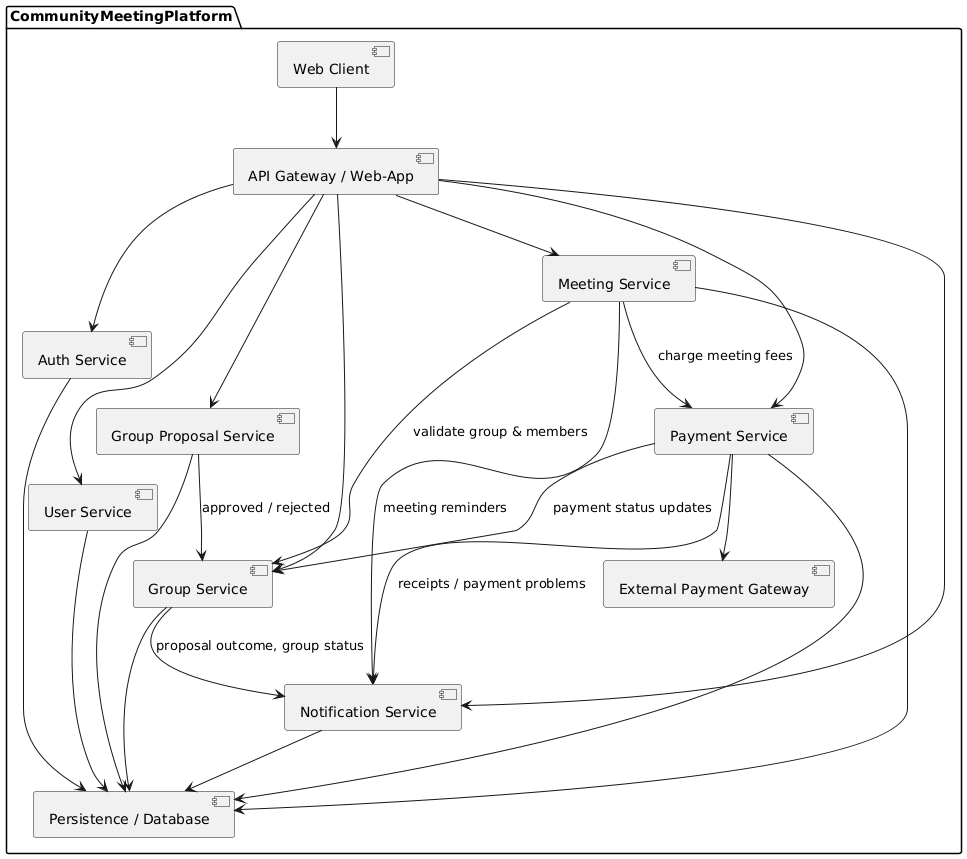 CommunityMeetingPlatform
Web Client
API Gateway / Web-App
Meeting Service
Auth Service
charge meeting fees
Group Proposal Service
validate group & members
Payment Service
User Service
approved / rejected
meeting reminders
payment status updates
Group Service
receipts / payment problems
External Payment Gateway
proposal outcome, group status
Notification Service
Persistence / Database